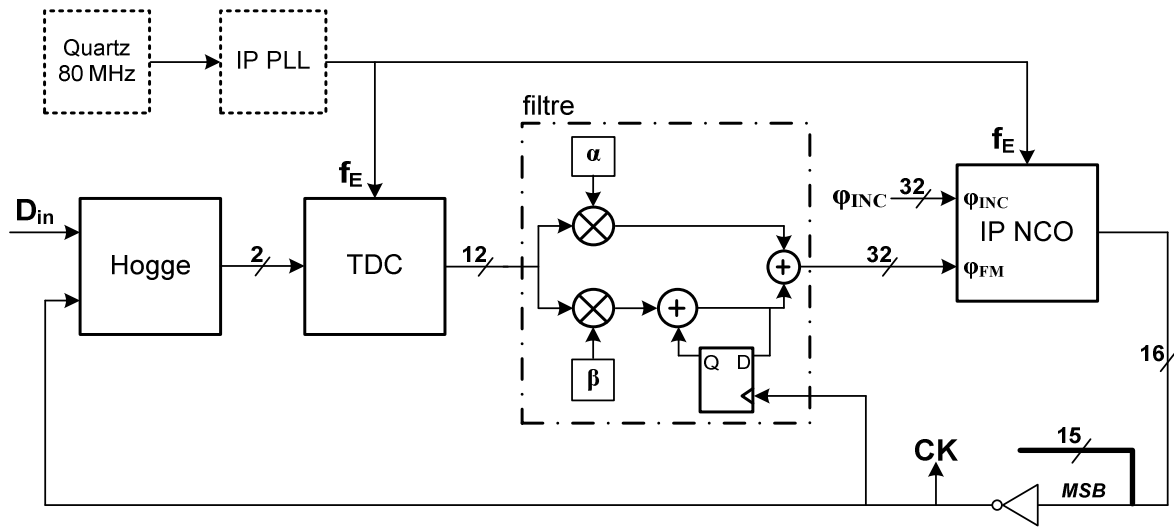 Quartz
80 MHz
IP PLL
filtre
α
fE
fE
Din
Hogge
2
TDC
12
φINC
32
φINC
IP NCO
φFM
32
β
Q D
16
15
CK
MSB